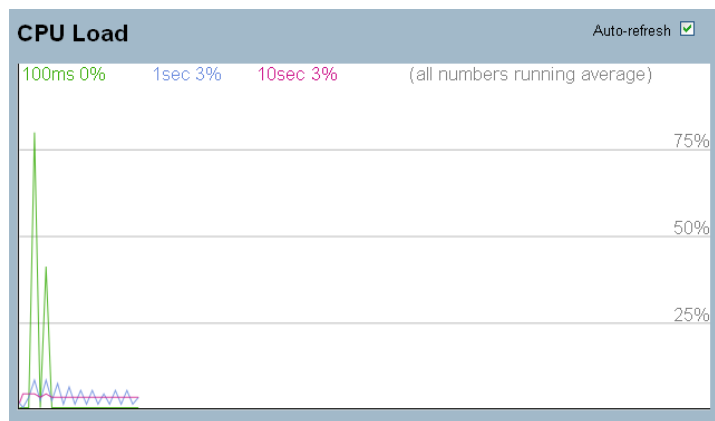 CPU Load
Auto-refresh
100ms 0% 1sec 3% 10sec 3% (all numbers running average)
75%
50%
25%